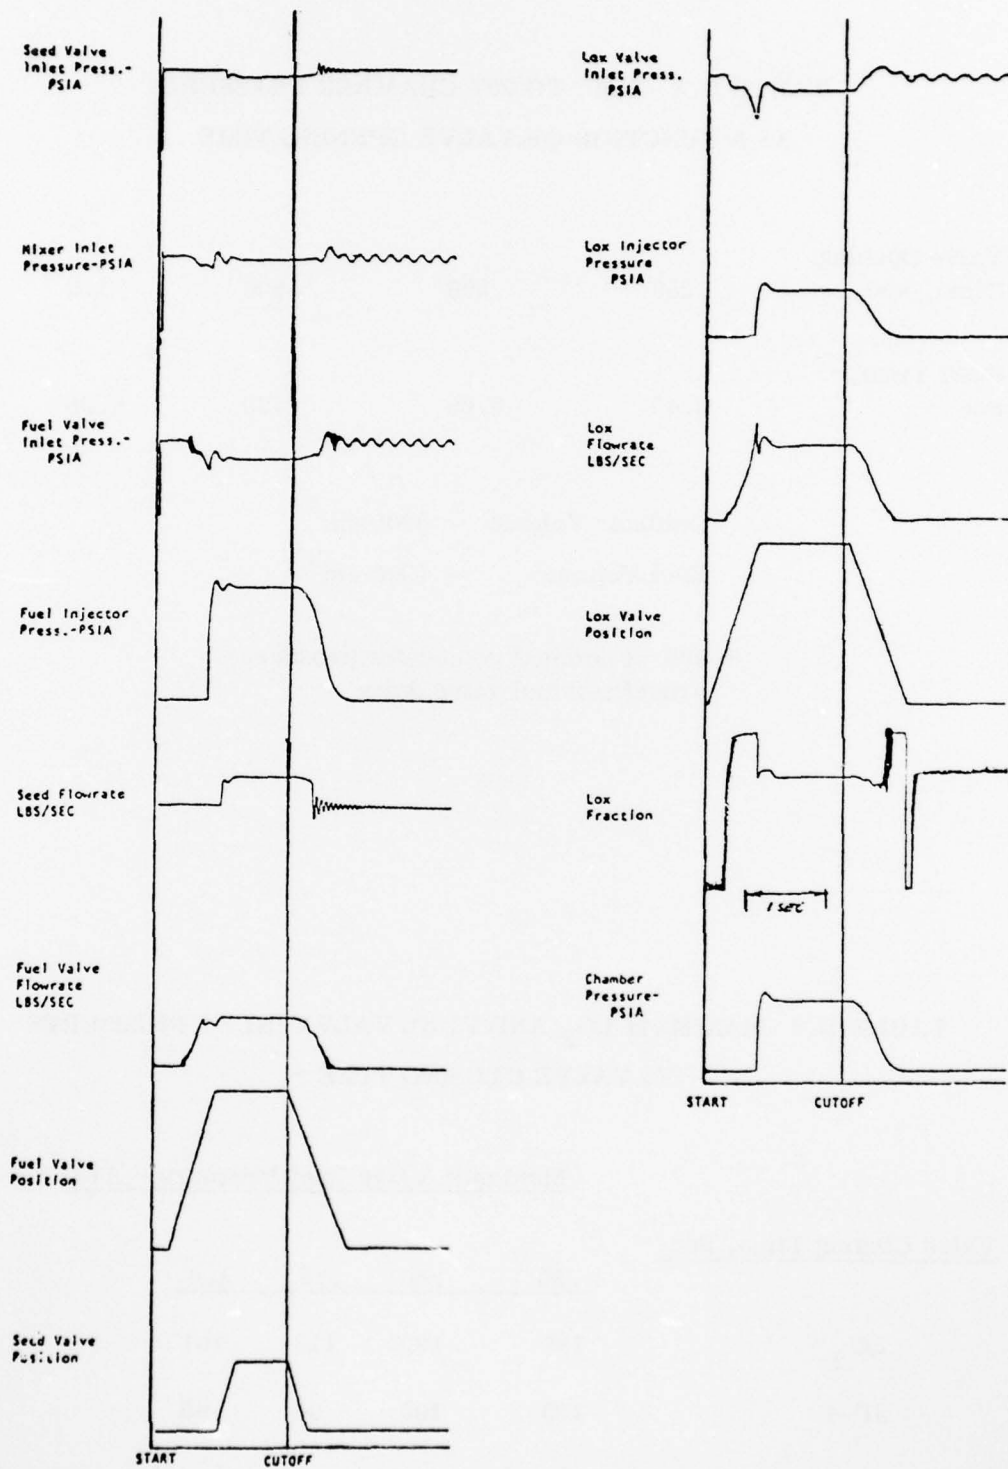 Seed Valve
Inlet Press.-
PSIA
Mixer Inlet
Pressure-PSIA
Fuel Valve
Inlet Press.-
PSIA
Fuel Injector
Press.-PSIA
Seed Flowrate
LBS/SEC
Fuel Valve
Flowrate
LBS/SEC
Fuel Valve
Position
Seed Valve
Position
START
CUTOFF
Lox Valve
Inlet Press.
PSIA
Lox Injector
Pressure
PSIA
Lox
Flowrate
LBS/SEC
Lox Valve
Position
Lox
Fraction
1 sec
Chamber
Pressure-
PSIA
START
CUTOFF